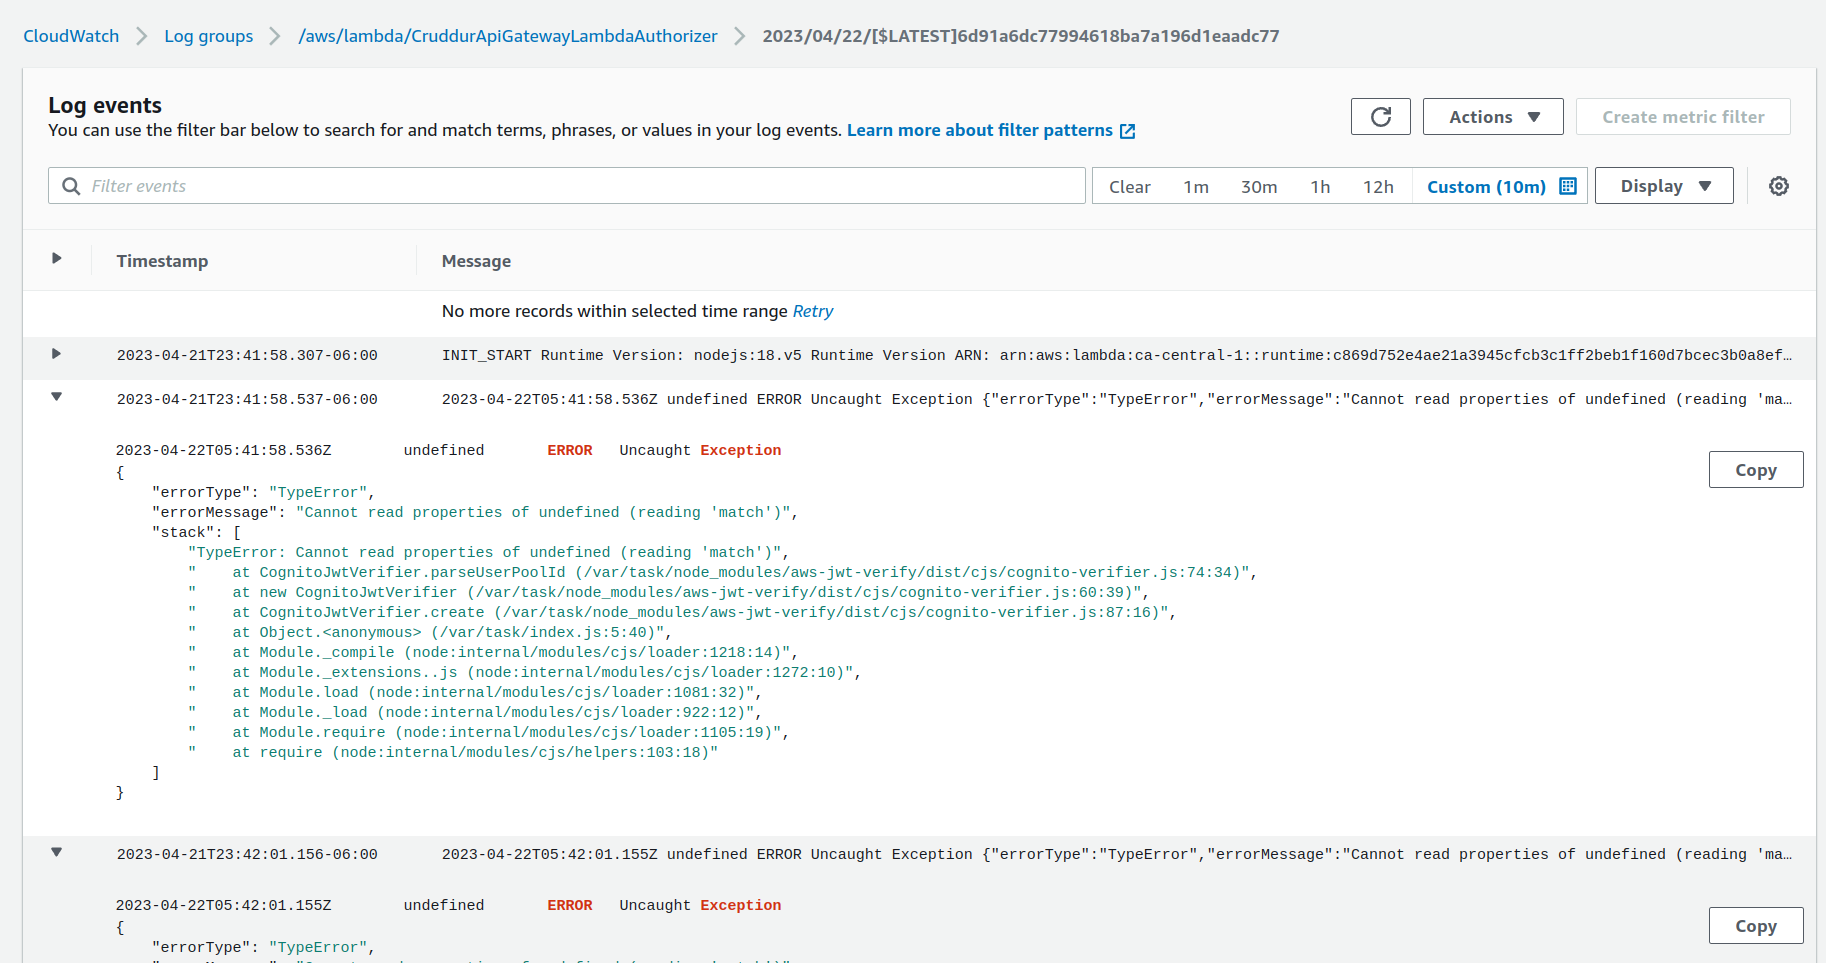 CloudWatch > Log groups > /aws/lambda/CruddurApiGatewayLambdaAuthorizer > 2023/04/22/[$LATEST]6d91a6dc77994618ba7a196d1eaadc77
Log events
You can use the filter bar below to search for and match terms, phrases, or values in your log events. Learn more about filter patterns
Actions
Create metric filter
Filter events
Clear 1m 30m 1h 12h Custom (10m) Display
Timestamp Message
No more records within selected time range Retry
2023-04-21T23:41:58.307-06:00 INIT_START Runtime Version: nodejs:18.v5 Runtime Version ARN: arn:aws:lambda:ca-central-1::runtime:c869d752e4ae21a3945cfcb3c1ff2beb1f160d7bcec3b0a8ef…
2023-04-21T23:41:58.537-06:00 2023-04-22T05:41:58.536Z undefined ERROR Uncaught Exception {"errorType":"TypeError","errorMessage":"Cannot read properties of undefined (reading 'ma…
2023-04-22T05:41:58.536Z undefined ERROR Uncaught Exception
Copy
{
"errorType": "TypeError",
"errorMessage": "Cannot read properties of undefined (reading 'match')",
"stack": [
"TypeError: Cannot read properties of undefined (reading 'match')",
"    at CognitoJwtVerifier.parseUserPoolId (/var/task/node_modules/aws-jwt-verify/dist/cjs/cognito-verifier.js:74:34)",
"    at new CognitoJwtVerifier (/var/task/node_modules/aws-jwt-verify/dist/cjs/cognito-verifier.js:60:39)",
"    at CognitoJwtVerifier.create (/var/task/node_modules/aws-jwt-verify/dist/cjs/cognito-verifier.js:87:16)",
"    at Object.<anonymous> (/var/task/index.js:5:40)",
"    at Module._compile (node:internal/modules/cjs/loader:1218:14)",
"    at Module._extensions..js (node:internal/modules/cjs/loader:1272:10)",
"    at Module.load (node:internal/modules/cjs/loader:1081:32)",
"    at Module._load (node:internal/modules/cjs/loader:922:12)",
"    at Module.require (node:internal/modules/cjs/loader:1105:19)",
"    at require (node:internal/modules/cjs/helpers:103:18)"
]
}
2023-04-21T23:42:01.156-06:00 2023-04-22T05:42:01.155Z undefined ERROR Uncaught Exception {"errorType":"TypeError","errorMessage":"Cannot read properties of undefined (reading 'ma…
2023-04-22T05:42:01.155Z undefined ERROR Uncaught Exception
Copy
{
"errorType": "TypeError",